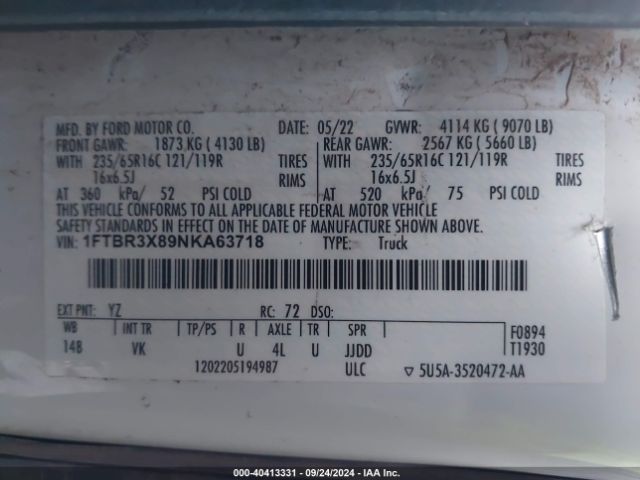 MFD. BY FORD MOTOR CO. DATE: 05/22 GVWR: 4114 KG ( 9070 LB)
FRONT GAWR: 1873 KG ( 4130 LB) REAR GAWR: 2567 KG ( 5660 LB)
WITH 235/65R16C 121/119R TIRES WITH 235/65R16C 121/119R TIRES
16x6.5J RIMS 16x6.5J RIMS
AT 360 kPa/ 52 PSI COLD AT 520 kPa/ 75 PSI COLD
THIS VEHICLE CONFORMS TO ALL APPLICABLE FEDERAL MOTOR VEHICLE
SAFETY STANDARDS IN EFFECT ON THE DATE OF MANUFACTURE SHOWN ABOVE.
VIN: 1FTBR3X89NKA63718 TYPE: Truck
EXT PNT: YZ RC: 72 DSO:
WB INT TR TP/PS R AXLE TR SPR F0894
148 VK U 4L U JJDD T1930
1202205194987 ULC ▽ 5U5A-3520472-AA
000-40413331 - 09/24/2024 - IAAI.com